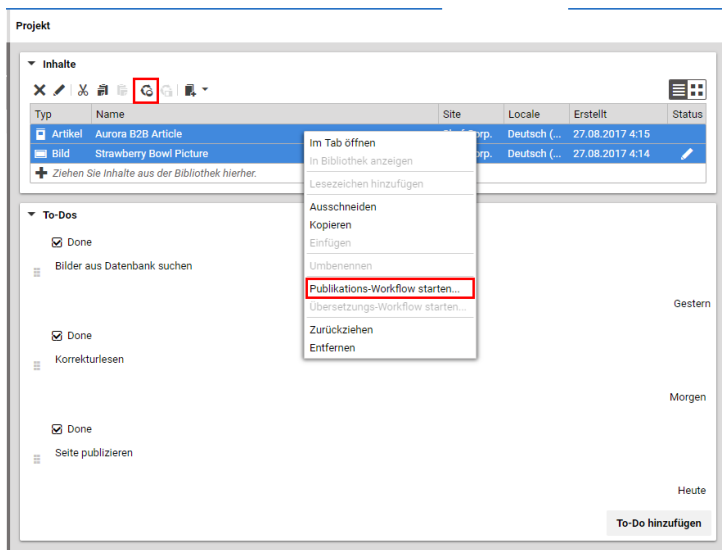 Projekt
Inhalte
Typ Name Site Locale Erstellt Status
Artikel Aurora B2B Article Corp. Deutsch (... 27.08.2017 4:15
Bild Strawberry Bowl Picture rp. Deutsch (... 27.08.2017 4:14
Ziehen Sie Inhalte aus der Bibliothek hierher.
Im Tab öffnen
In Bibliothek anzeigen
Lesezeichen hinzufügen
Ausschneiden
Kopieren
Einfügen
Umbenennen
Publikations-Workflow starten...
Übersetzungs-Workflow starten...
Zurückziehen
Entfernen
To-Dos
Done
Bilder aus Datenbank suchen
Gestern
Done
Korrekturlesen
Morgen
Done
Seite publizieren
Heute
To-Do hinzufügen